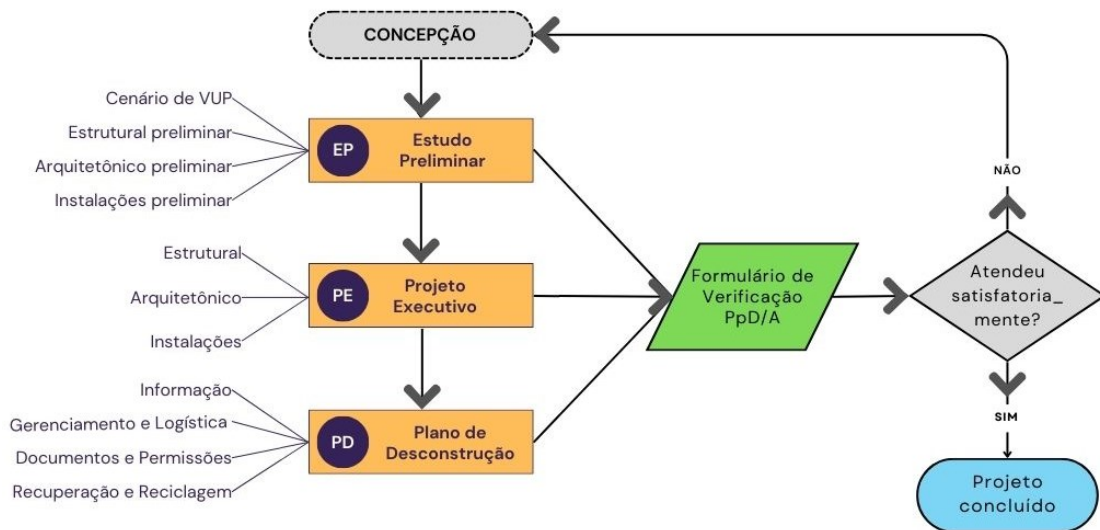 CONCEPÇÃO
Cenário de VUP
Estrutural preliminar
Arquitetônico preliminar
Instalações preliminar
EP
Estudo
Preliminar
Estrutural
Arquitetônico
Instalações
PE
Projeto
Executivo
Informação
Gerenciamento e Logística
Documentos e Permissões
Recuperação e Reciclagem
PD
Plano de
Desconstrução
Formulário de
Verificação
PpD/A
NÃO
Atendeu
satisfatoria_
mente?
SIM
Projeto
concluído